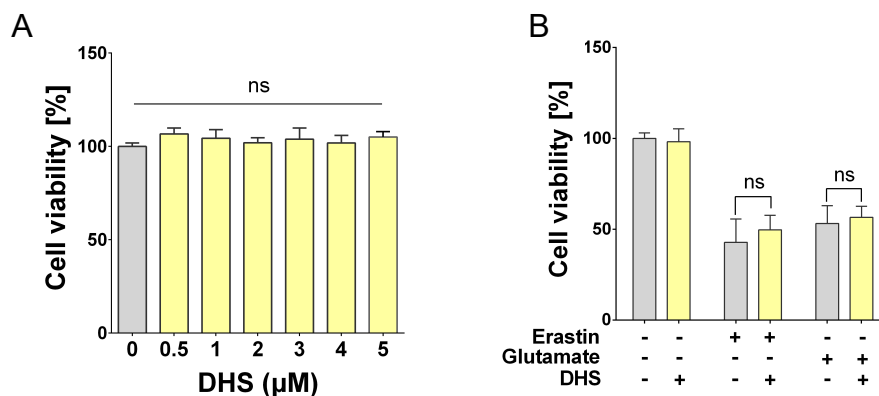 A
Cell viability [%]
150
100
50
0
ns
0 0.5 1 2 3 4 5
DHS (µM)
B
Cell viability [%]
150
100
50
0
ns
ns
Erastin - - + + - -
Glutamate - - - - + +
DHS - + - + - +